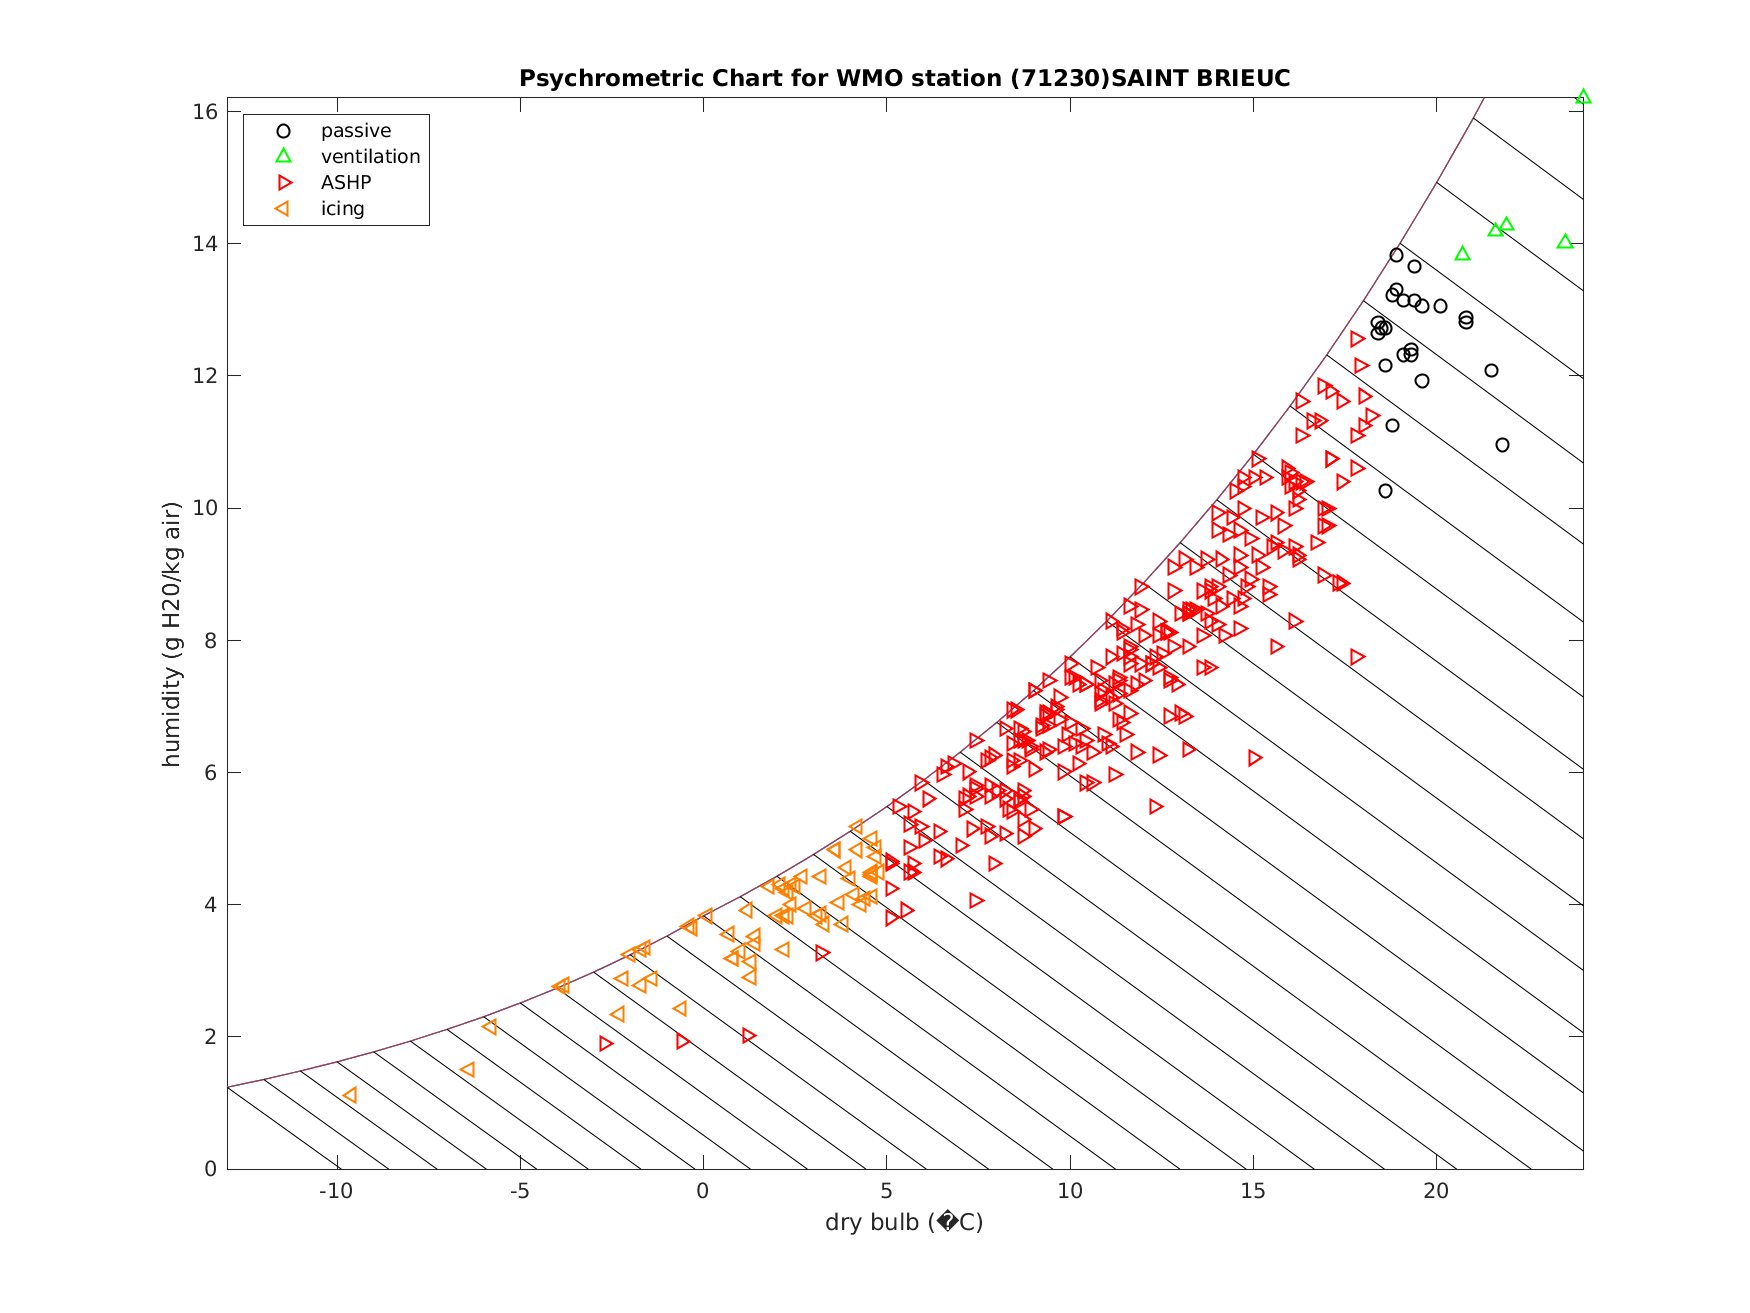 Psychrometric Chart for WMO station (71230)SAINT BRIEUC
passive
ventilation
ASHP
icing
16
14
12
10
8
6
4
2
0
humidity (g H20/kg air)
-10
-5
0
5
10
15
20
dry bulb (�C)